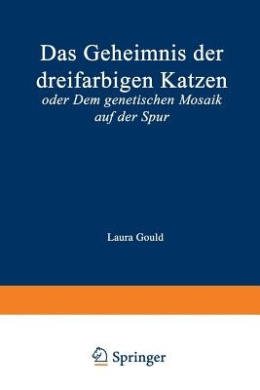 Das Geheimnis der
dreifarbigen Katzen
oder Dem genetischen Mosaik
auf der Spur
Laura Gould
Springer